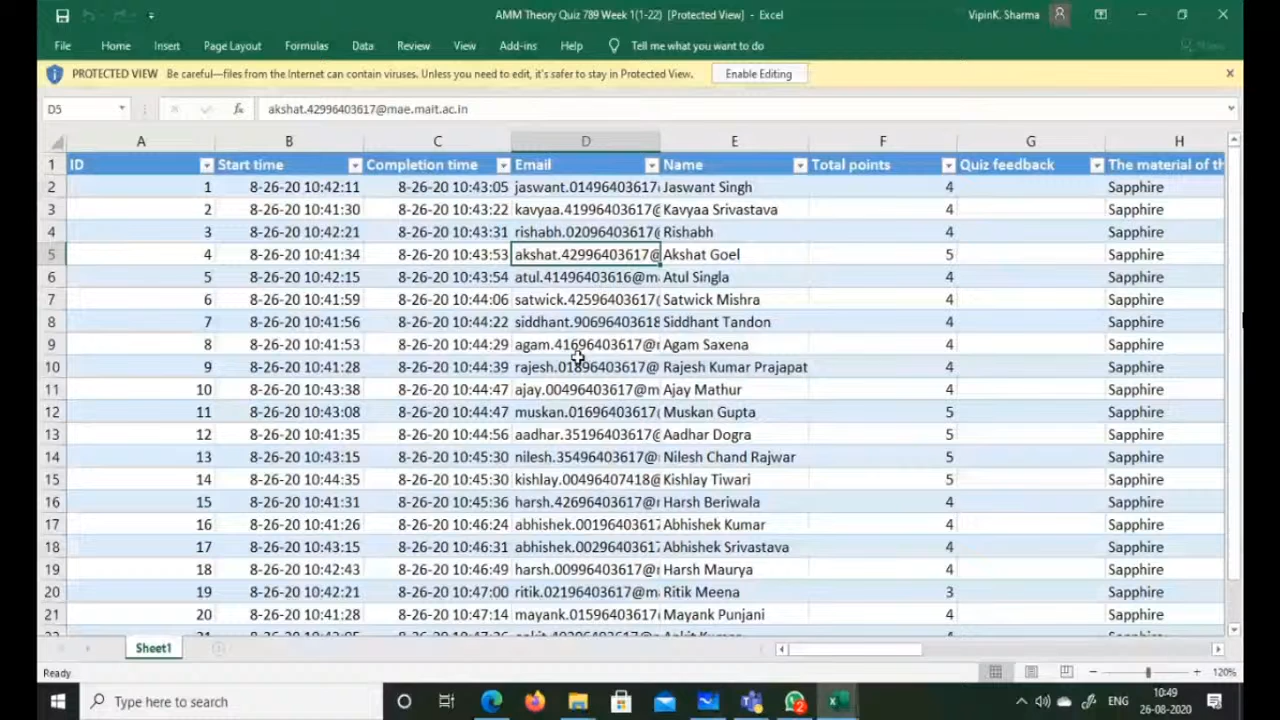 AMM Theory Quiz 789 Week 1(1-22) [Protected View] - Excel VipinK. Sharma
File Home Insert Page Layout Formulas Data Review View Add-ins Help Tell me what you want to do
PROTECTED VIEW Be careful—files from the Internet can contain viruses. Unless you need to edit, it's safer to stay in Protected View. Enable Editing
D5 fx akshat.42996403617@mae.mait.ac.in
A B C D E F G H
1 ID Start time Completion time Email Name Total points Quiz feedback The material of th
2 1 8-26-20 10:42:11 8-26-20 10:43:05 jaswant.01496403617 Jaswant Singh 4 Sapphire
3 2 8-26-20 10:41:30 8-26-20 10:43:22 kavyaa.41996403617@ Kavyaa Srivastava 4 Sapphire
4 3 8-26-20 10:42:21 8-26-20 10:43:31 rishabh.02096403617@ Rishabh 4 Sapphire
5 4 8-26-20 10:41:34 8-26-20 10:43:53 akshat.42996403617@ Akshat Goel 5 Sapphire
6 5 8-26-20 10:42:15 8-26-20 10:43:54 atul.41496403616@m Atul Singla 4 Sapphire
7 6 8-26-20 10:41:59 8-26-20 10:44:06 satwick.42596403617@ Satwick Mishra 4 Sapphire
8 7 8-26-20 10:41:56 8-26-20 10:44:22 siddhant.90696403618 Siddhant Tandon 4 Sapphire
9 8 8-26-20 10:41:53 8-26-20 10:44:29 agam.41696403617@ Agam Saxena 4 Sapphire
10 9 8-26-20 10:41:28 8-26-20 10:44:39 rajesh.01896403617@ Rajesh Kumar Prajapat 4 Sapphire
11 10 8-26-20 10:43:38 8-26-20 10:44:47 ajay.00496403617@m Ajay Mathur 4 Sapphire
12 11 8-26-20 10:43:08 8-26-20 10:44:47 muskan.01696403617 Muskan Gupta 5 Sapphire
13 12 8-26-20 10:41:35 8-26-20 10:44:56 aadhar.35196403617@ Aadhar Dogra 5 Sapphire
14 13 8-26-20 10:43:15 8-26-20 10:45:30 nilesh.35496403617@ Nilesh Chand Rajwar 5 Sapphire
15 14 8-26-20 10:44:35 8-26-20 10:45:30 kishlay.00496407418@ Kishlay Tiwari 5 Sapphire
16 15 8-26-20 10:41:31 8-26-20 10:45:36 harsh.42696403617@ Harsh Beriwala 4 Sapphire
17 16 8-26-20 10:41:26 8-26-20 10:46:24 abhishek.00196403617 Abhishek Kumar 4 Sapphire
18 17 8-26-20 10:43:15 8-26-20 10:46:31 abhishek.00296403617 Abhishek Srivastava 4 Sapphire
19 18 8-26-20 10:42:43 8-26-20 10:46:49 harsh.00996403617@ Harsh Maurya 4 Sapphire
20 19 8-26-20 10:42:21 8-26-20 10:47:00 ritik.02196403617@m Ritik Meena 3 Sapphire
21 20 8-26-20 10:41:28 8-26-20 10:47:14 mayank.01596403617 Mayank Punjani 4 Sapphire
Sheet1
Ready 120%
Type here to search 2 ENG 10:49
26-08-2020